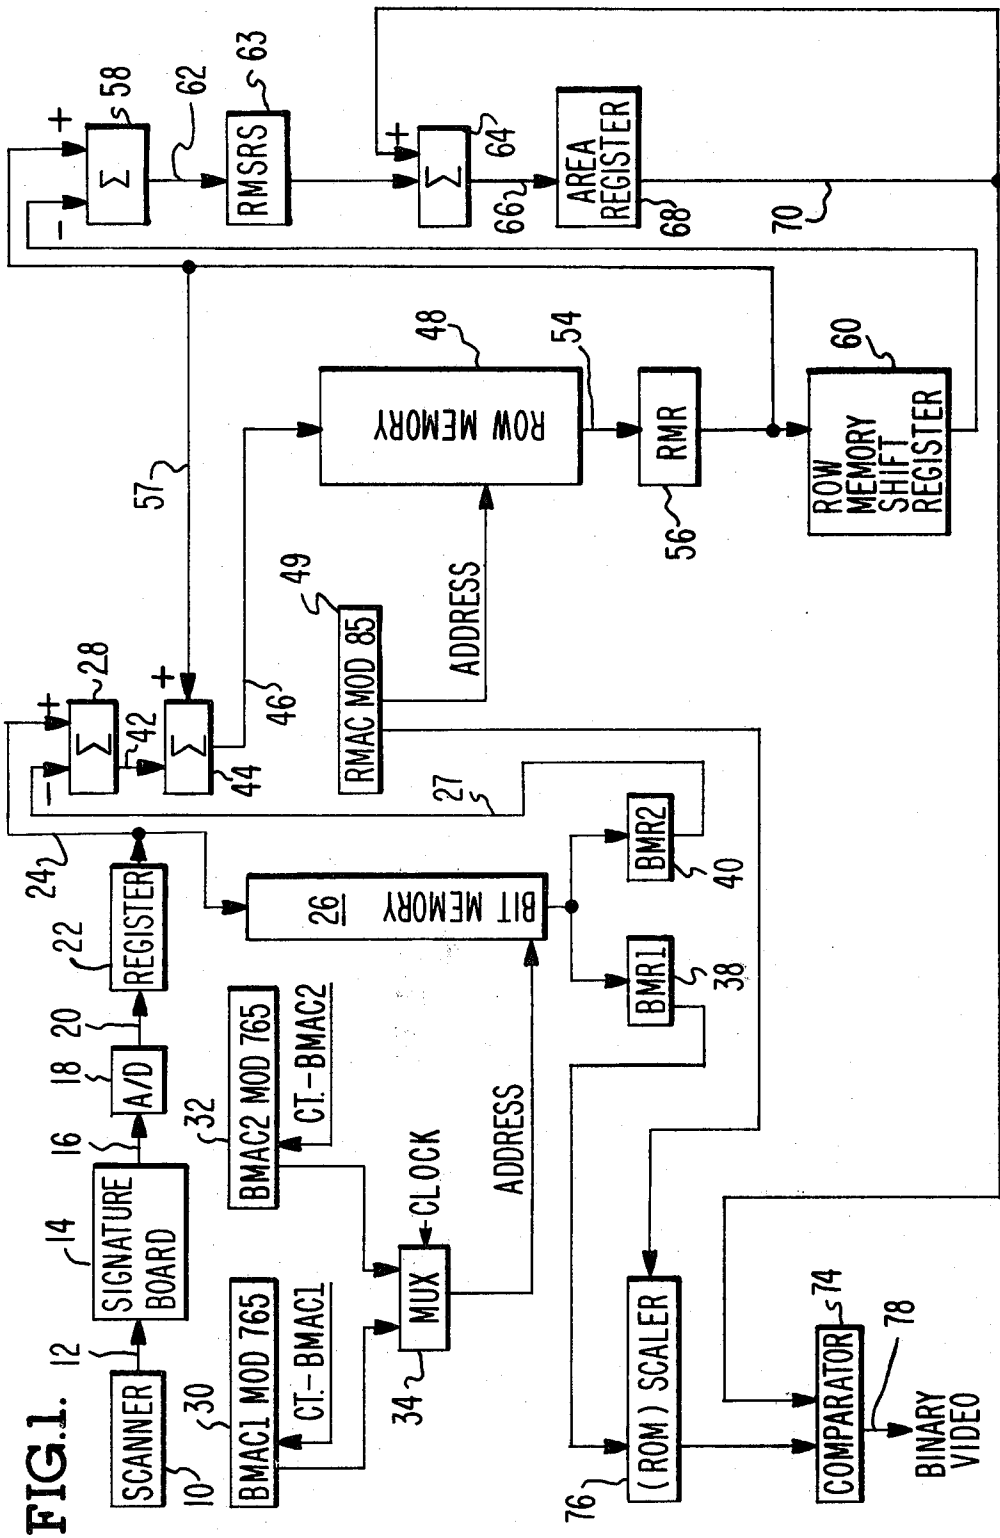 FIG.1.
SCANNER
10
12
SIGNATURE
BOARD
14
16
A/D
18
20
REGISTER
22
24
+
−
Σ
28
42
Σ
44
+
46
57
BMAC1 MOD 765
30
CT.-BMAC1
BMAC2 MOD 765
32
CT.-BMAC2
MUX
34
CLOCK
ADDRESS
BIT MEMORY
26
27
BMR1
38
BMR2
40
RMAC MOD 85
49
ADDRESS
ROW MEMORY
48
54
RMR
56
ROW
MEMORY
SHIFT
REGISTER
60
+
−
Σ
58
62
RMSRS
63
+
Σ
64
66
AREA
REGISTER
68
70
(ROM) SCALER
76
COMPARATOR
74
78
BINARY
VIDEO